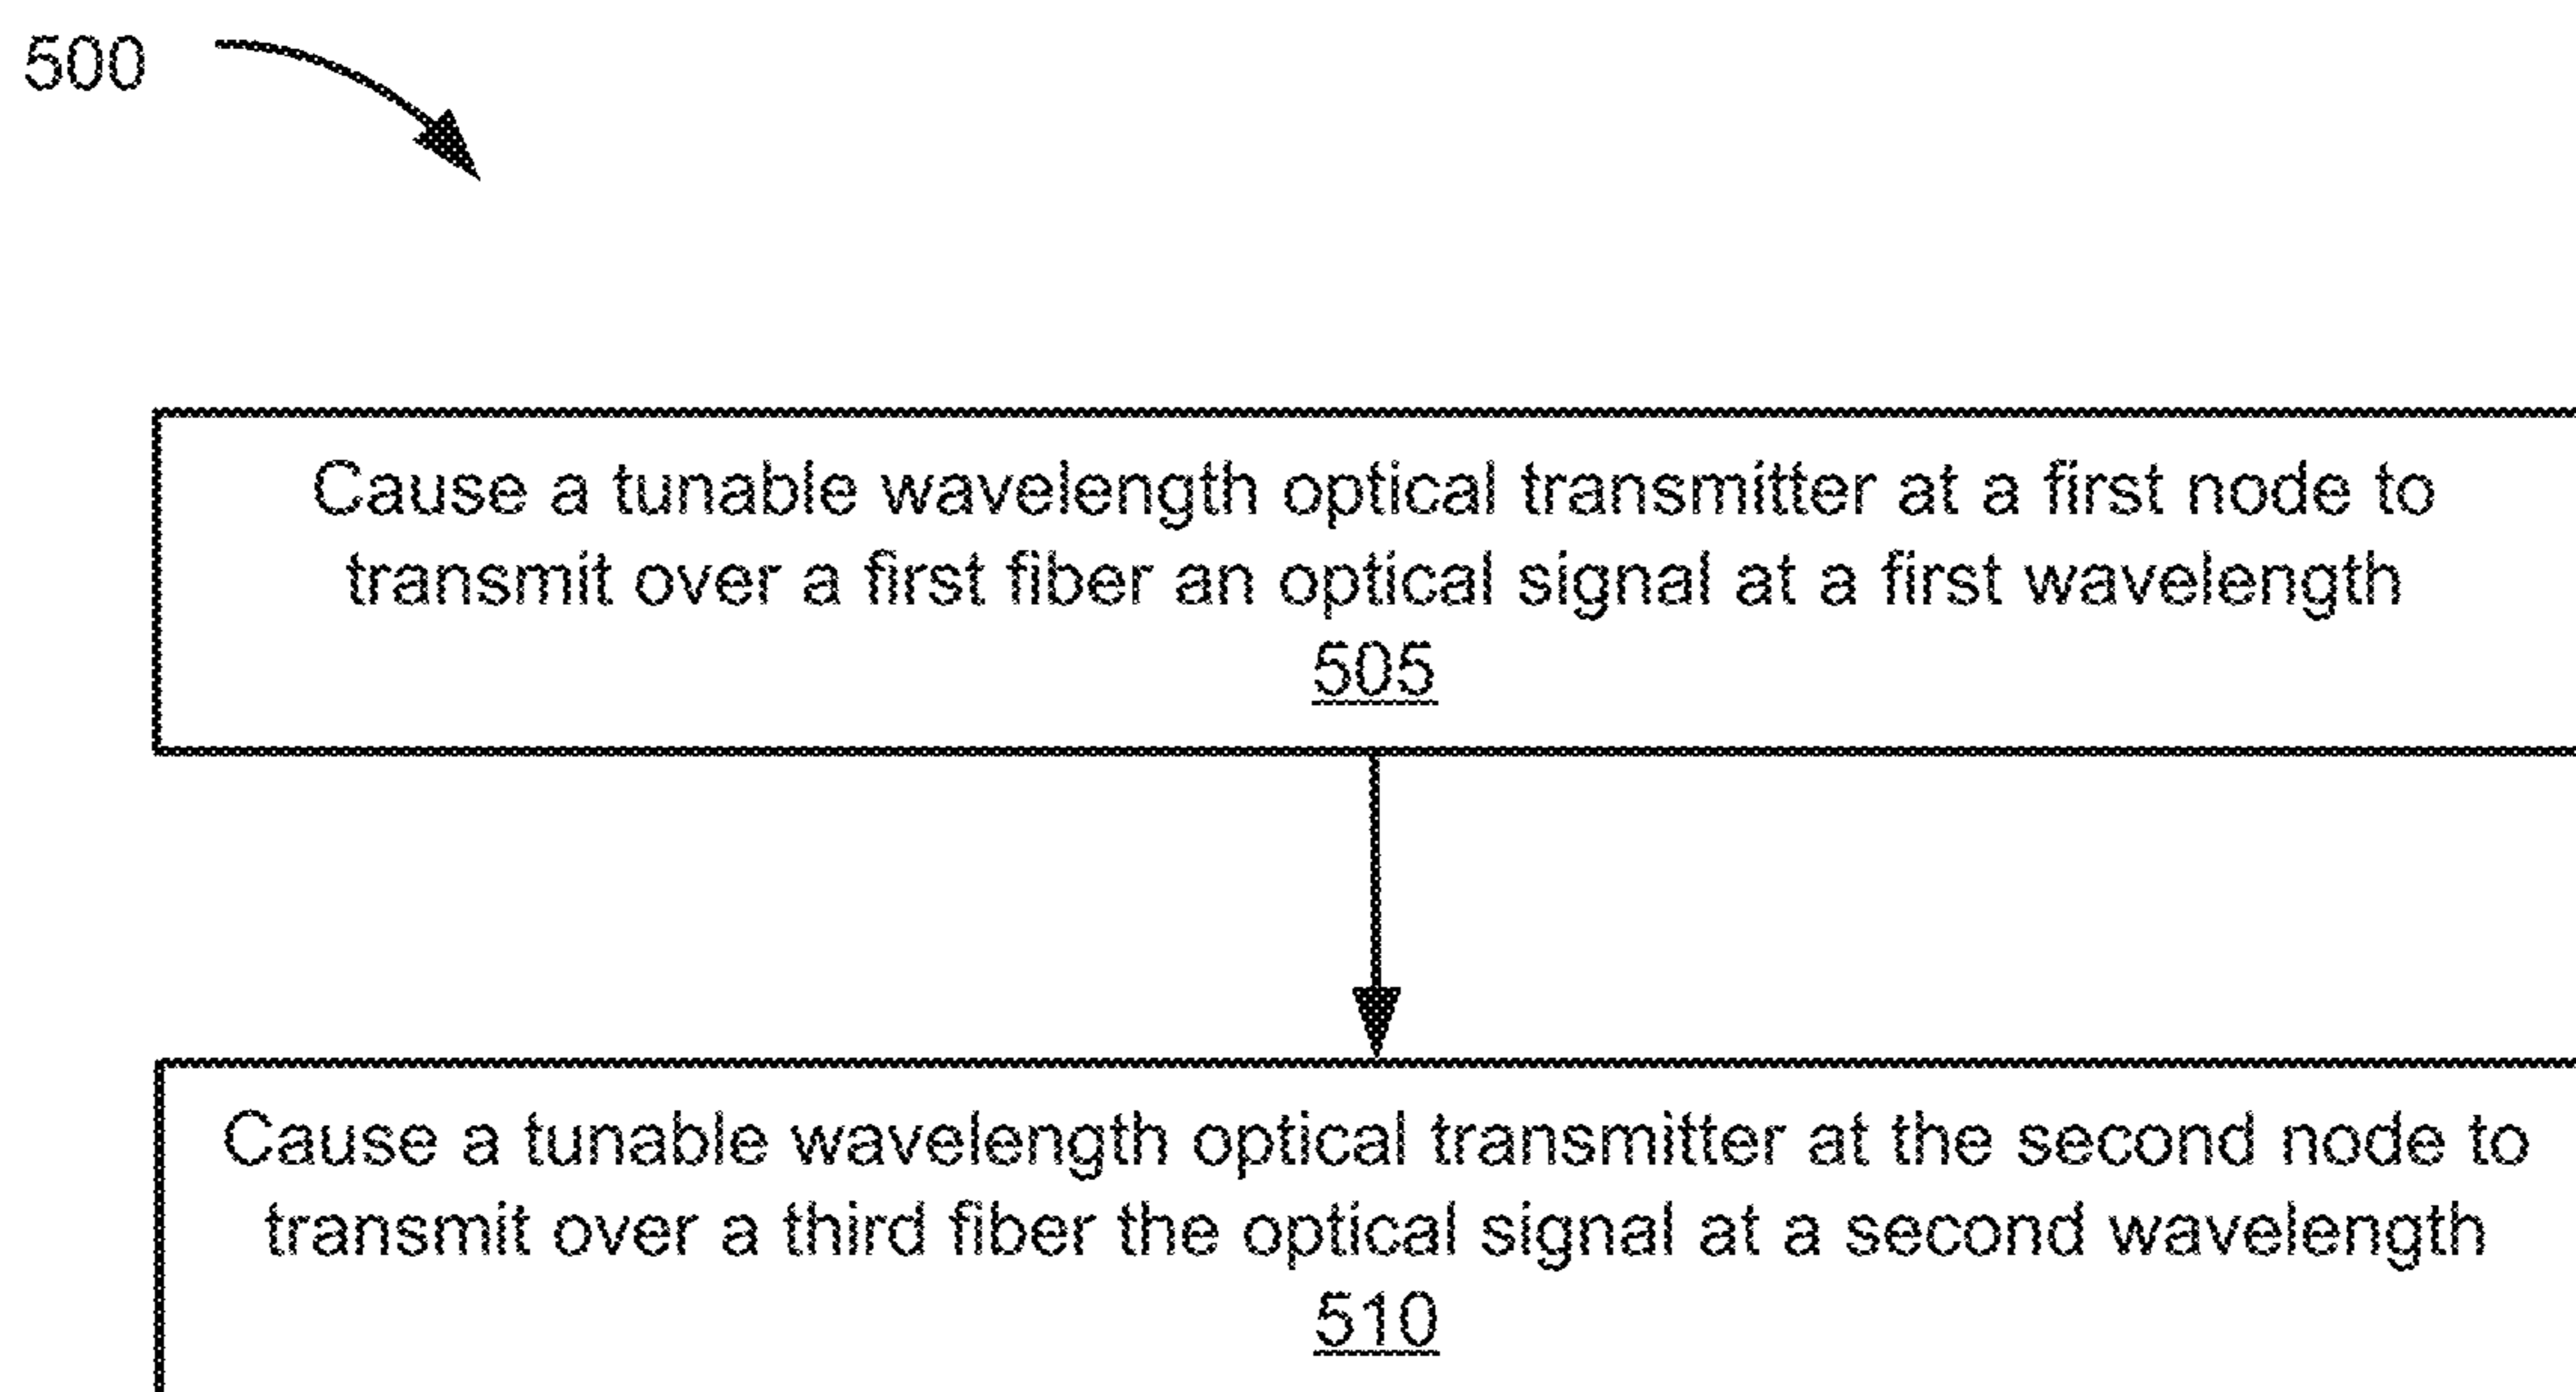 500
Cause a tunable wavelength optical transmitter at a first node to
transmit over a first fiber an optical signal at a first wavelength
505
Cause a tunable wavelength optical transmitter at the second node to
transmit over a third fiber the optical signal at a second wavelength
510